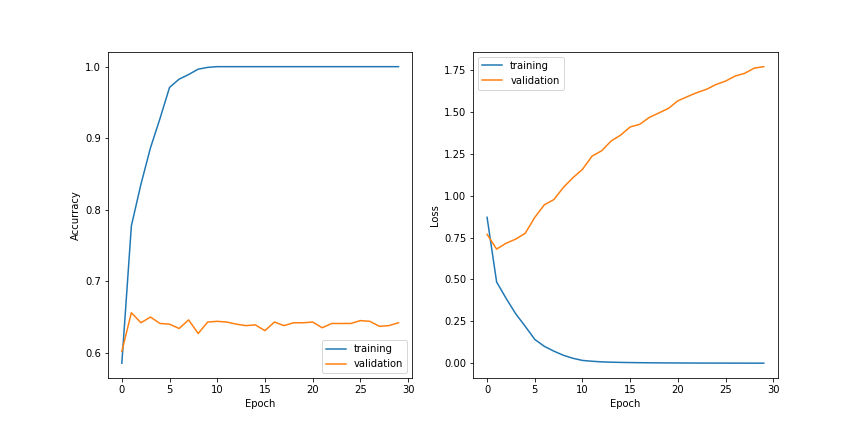 1.0
0.9
0.8
0.7
0.6
Accurracy
training
validation
0 5 10 15 20 25 30
Epoch
training
validation
1.75
1.50
1.25
1.00
0.75
0.50
0.25
0.00
Loss
0 5 10 15 20 25 30
Epoch